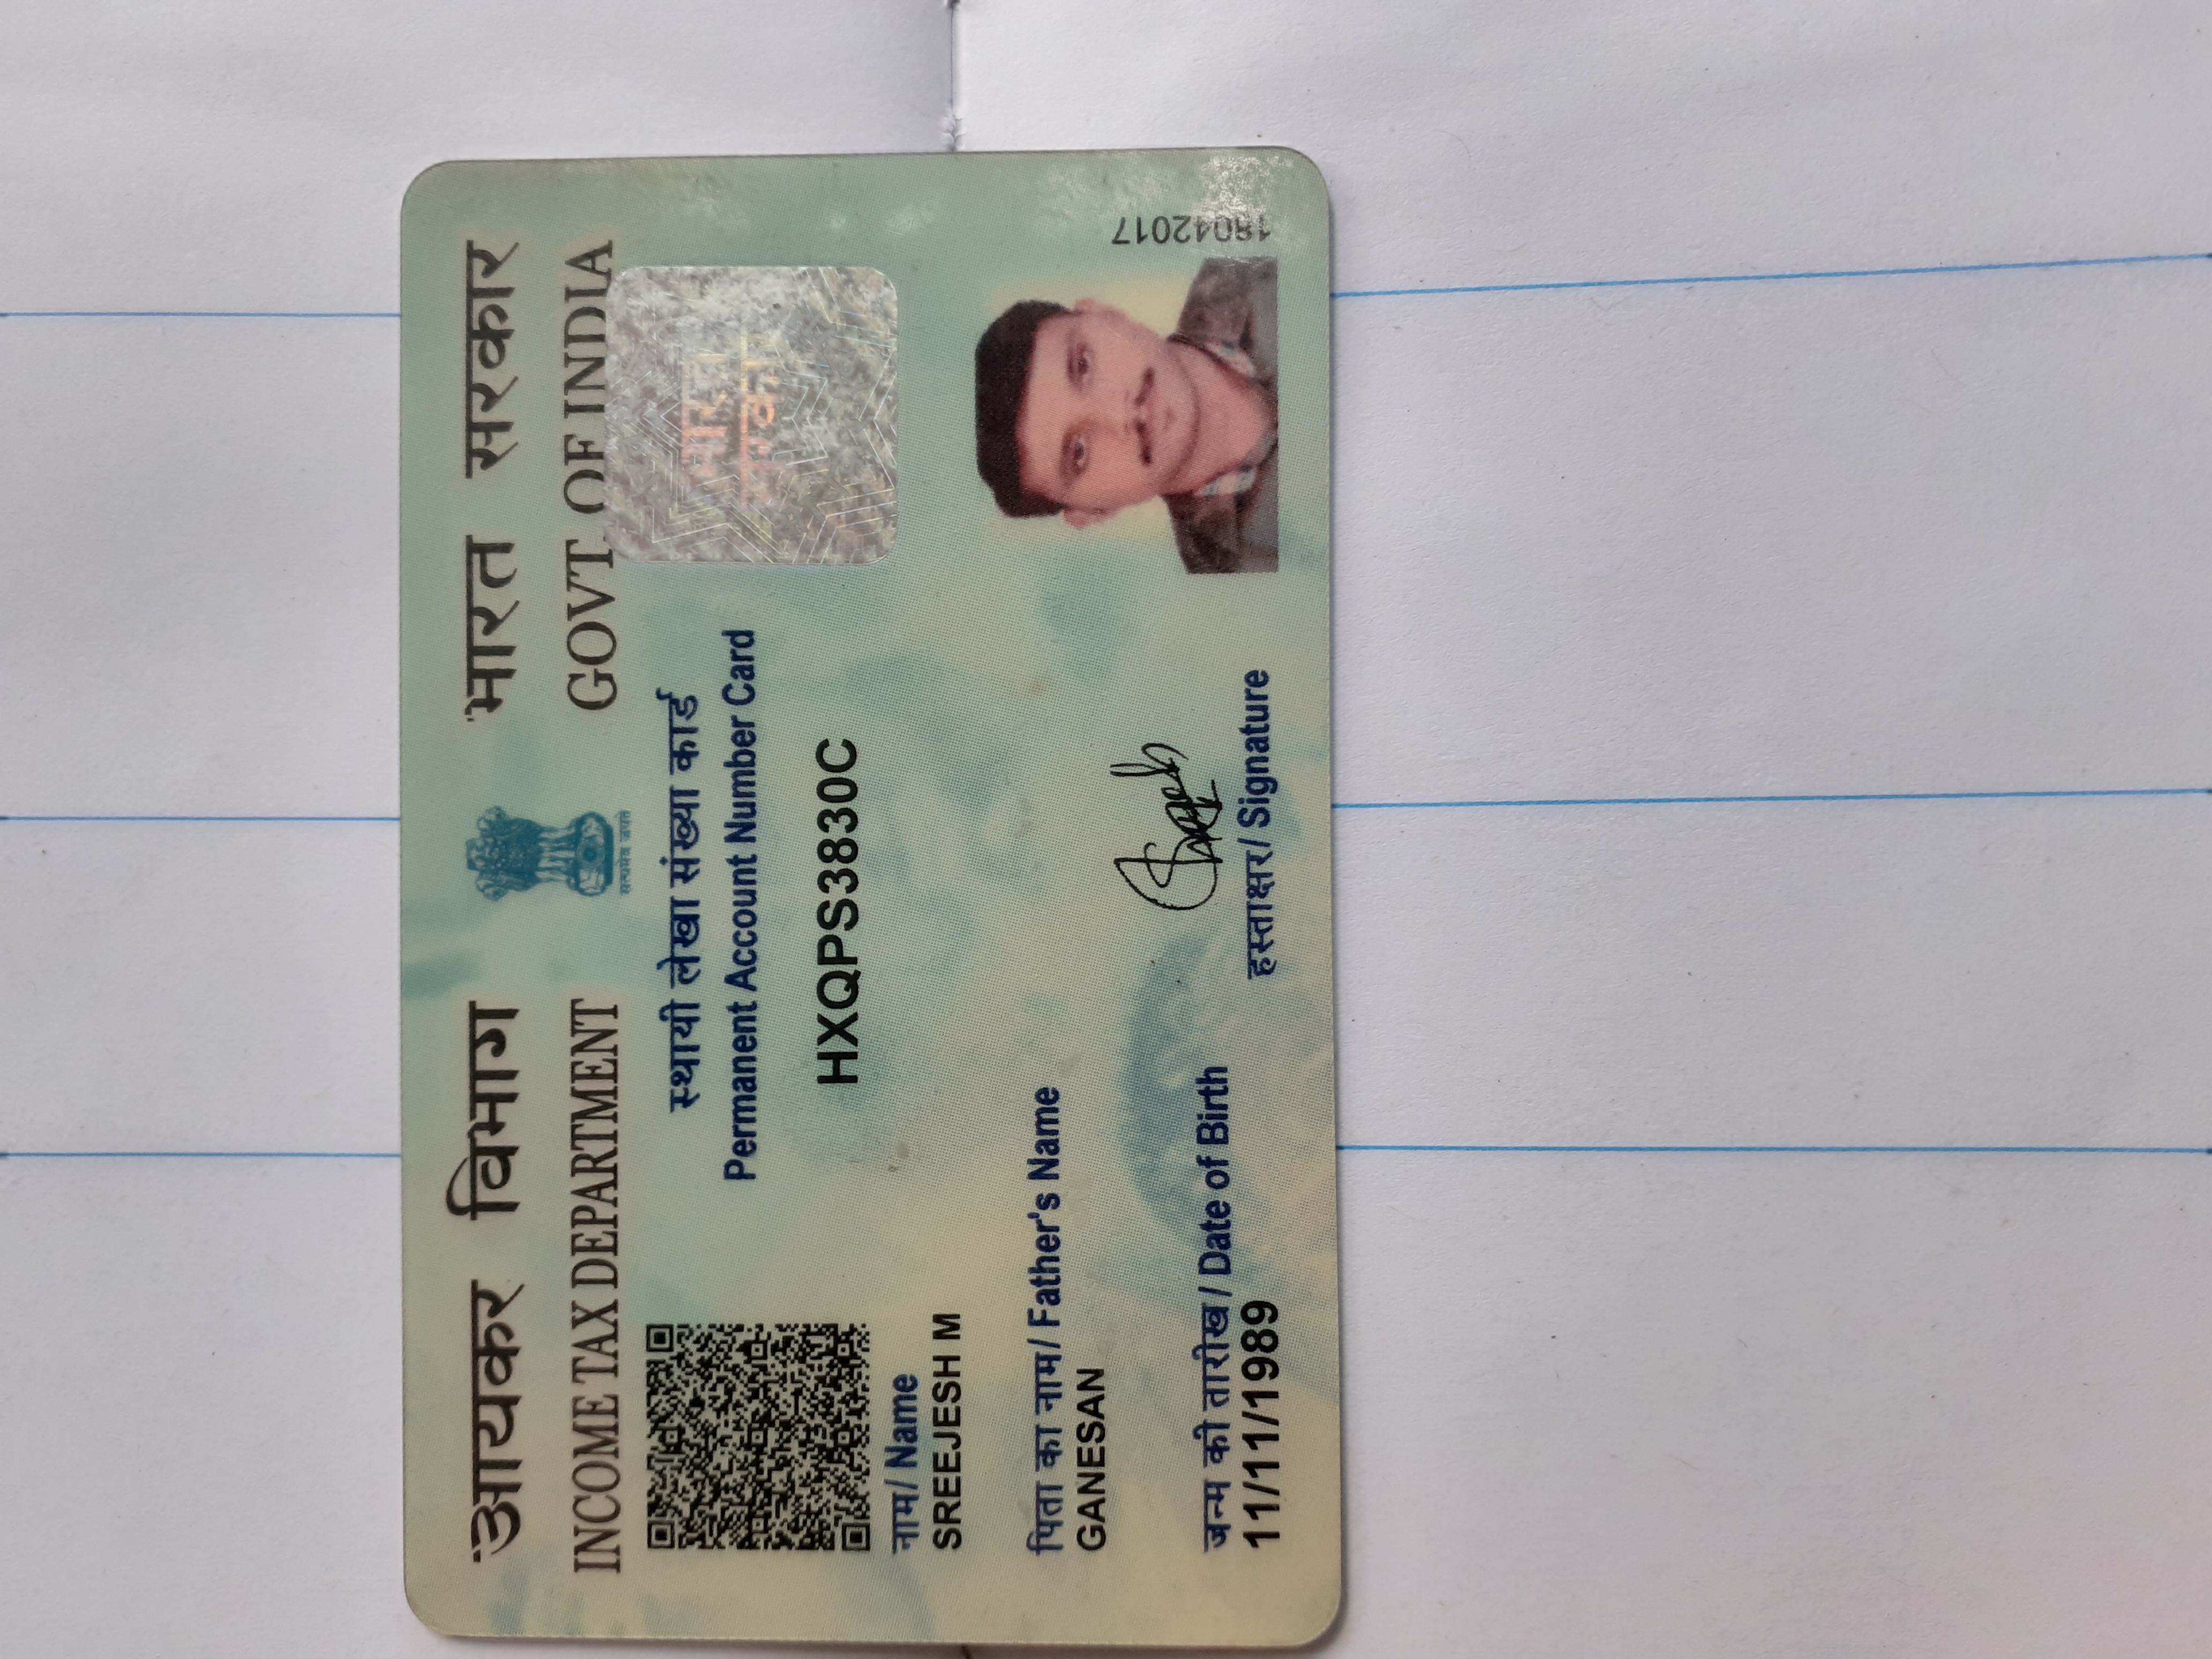 आयकर विभाग
INCOME TAX DEPARTMENT
सत्यमेव जयते
भारत सरकार
GOVT. OF INDIA
स्थायी लेखा संख्या कार्ड
Permanent Account Number Card
HXQPS3830C
भारत
सरकार
नाम/ Name
SREEJESH M
पिता का नाम/ Father's Name
GANESAN
जन्म की तारीख/ Date of Birth
11/11/1989
हस्ताक्षर/ Signature
18042017